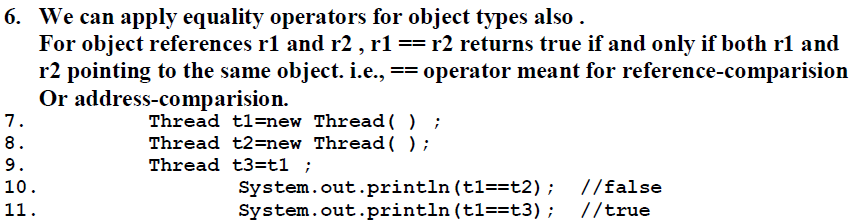 6. We can apply equality operators for object types also .
For object references r1 and r2 , r1 == r2 returns true if and only if both r1 and
r2 pointing to the same object. i.e., == operator meant for reference-comparision
Or address-comparision.
7. Thread t1=new Thread( ) ;
8. Thread t2=new Thread( );
9. Thread t3=t1 ;
10. System.out.println(t1==t2); //false
11. System.out.println(t1==t3); //true